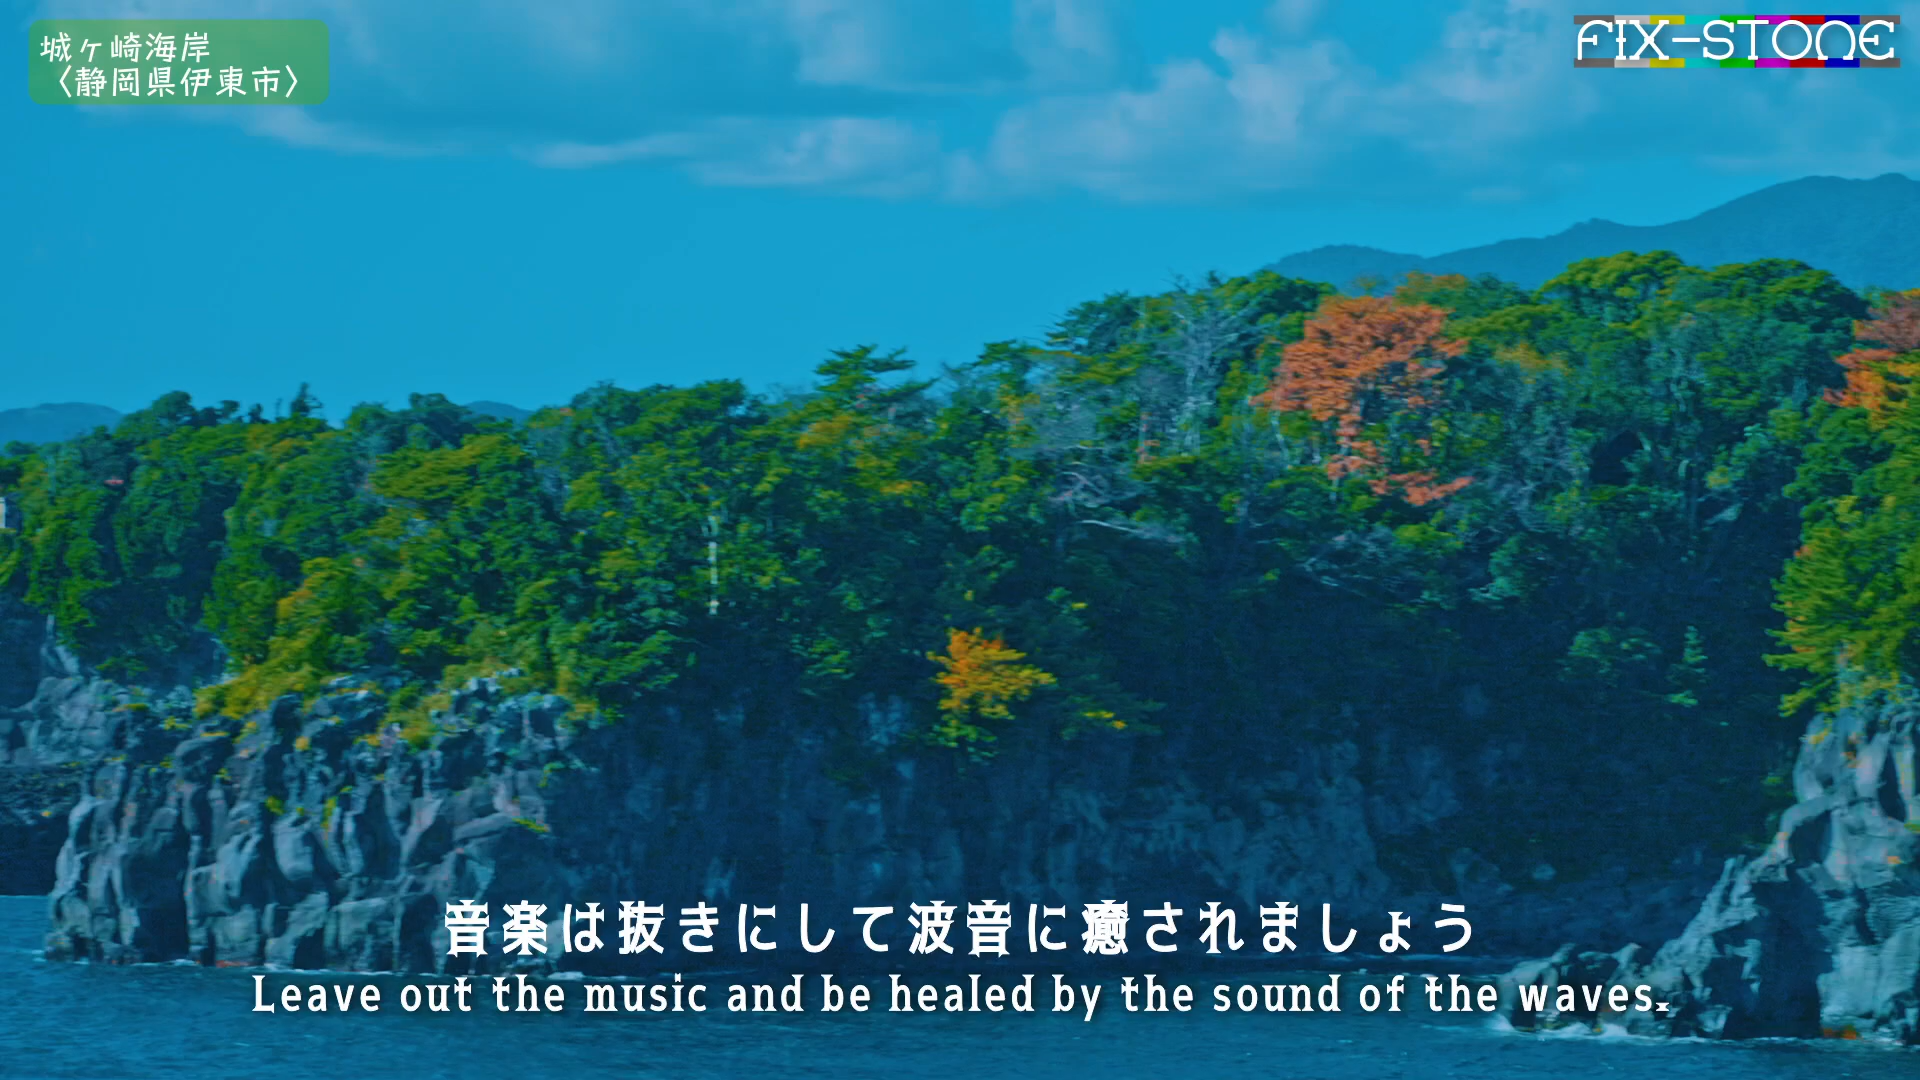 城ヶ崎海岸
〈静岡県伊東市〉
FIX-STONE
音楽は抜きにして波音に癒されましょう
Leave out the music and be healed by the sound of the waves.